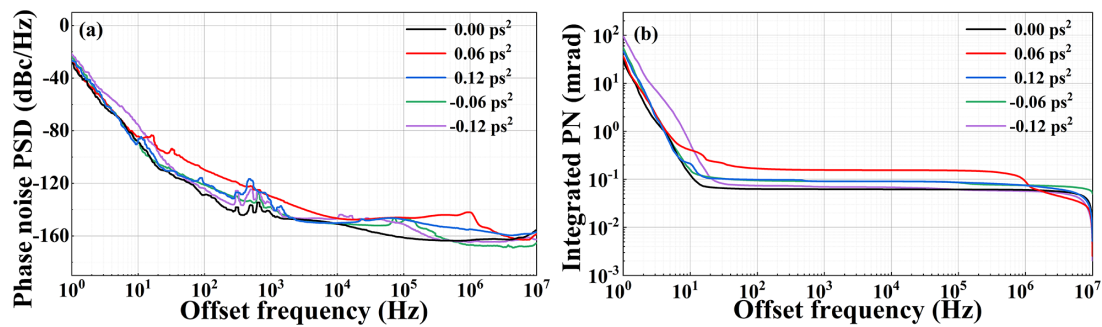 (a)
Phase noise PSD (dBc/Hz)
0
-40
-80
-120
-160
0.00 ps²
0.06 ps²
0.12 ps²
-0.06 ps²
-0.12 ps²
10⁰ 10¹ 10² 10³ 10⁴ 10⁵ 10⁶ 10⁷
Offset frequency (Hz)
(b)
Integrated PN (mrad)
10²
10¹
10⁰
10⁻¹
10⁻²
10⁻³
0.00 ps²
0.06 ps²
0.12 ps²
-0.06 ps²
-0.12 ps²
10⁰ 10¹ 10² 10³ 10⁴ 10⁵ 10⁶ 10⁷
Offset frequency (Hz)